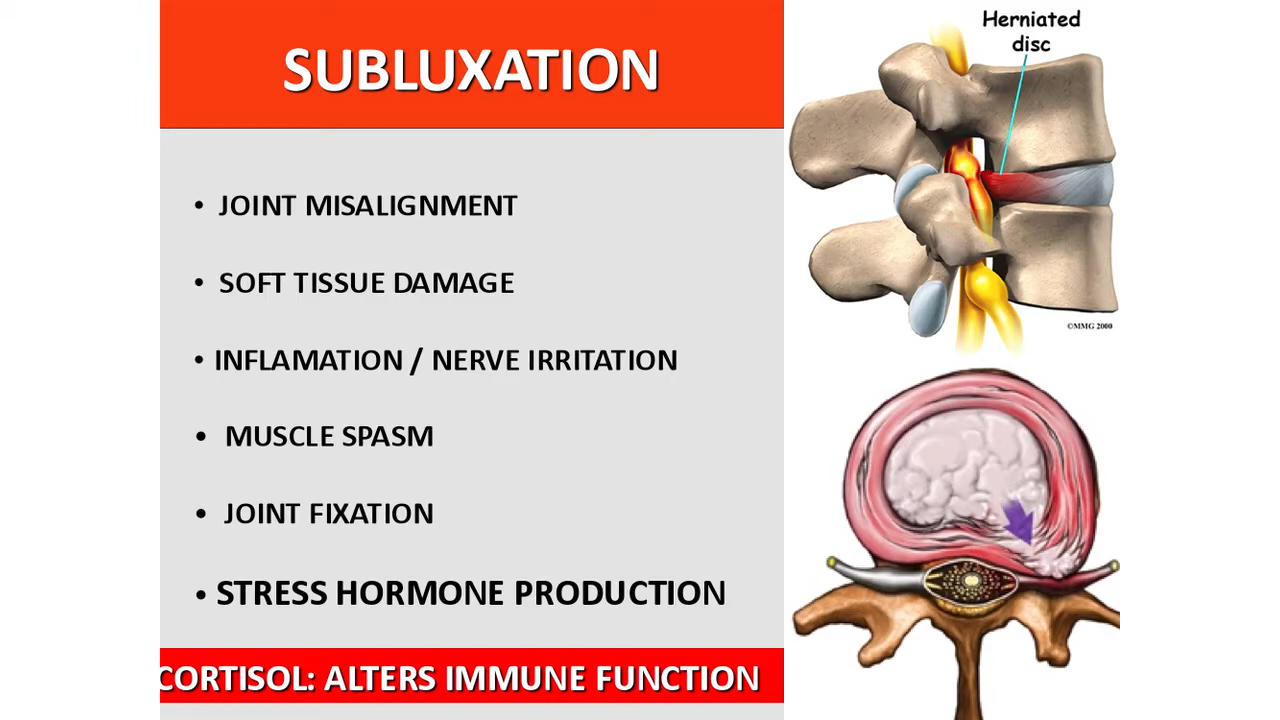 SUBLUXATION
• JOINT MISALIGNMENT
• SOFT TISSUE DAMAGE
• INFLAMATION / NERVE IRRITATION
• MUSCLE SPASM
• JOINT FIXATION
• STRESS HORMONE PRODUCTION
CORTISOL: ALTERS IMMUNE FUNCTION
Herniated
disc
©MMG 2000